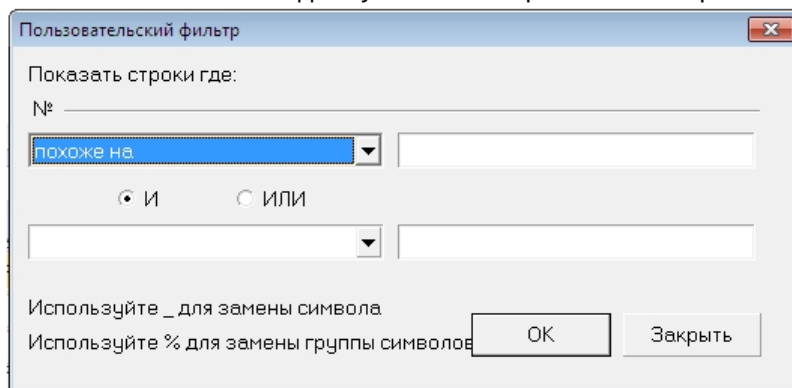 Пользовательский фильтр
Показать строки где:
№
похоже на
И ИЛИ
Используйте _ для замены символа
Используйте % для замены группы символов
OK Закрыть